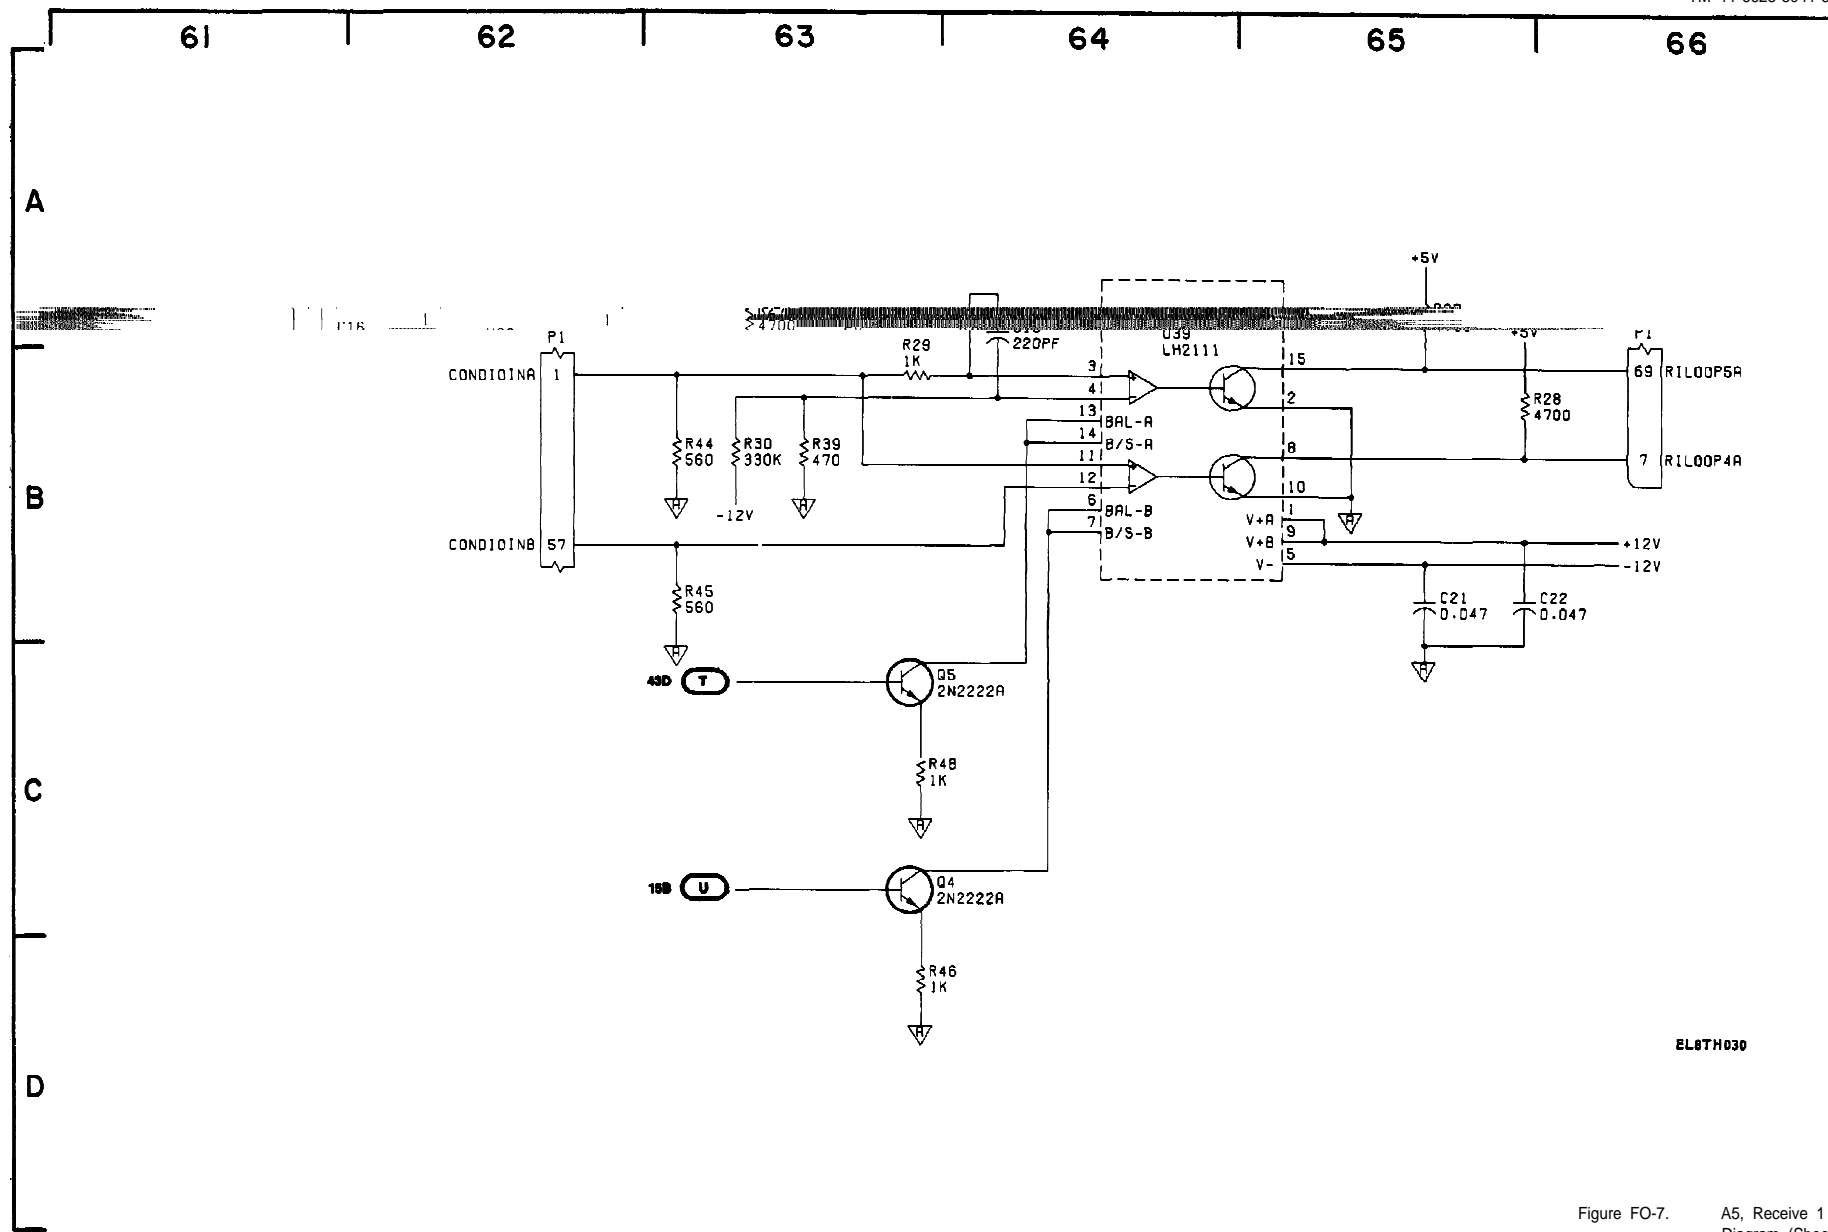 61 62 63 64 65 66
A
+5V
4700
C16
220PF
U39
LH2111
+5V
P1
P1
R29
1K
CONDIOINA 1
3
15
69 RILOOP5A
4
2
R28
4700
13 BAL-A
14 B/S-A
R44
560
R30
330K
R39
470
11
8
7 RILOOP4A
B
12
10
-12V
6 BAL-B
V+A 1
7 B/S-B
V+B 9
+12V
CONDIOINB 57
V- 5
-12V
R45
560
C21
0.047
C22
0.047
A
A
A
A
A
43D T
Q5
2N2222A
C
R48
1K
A
15B U
Q4
2N2222A
R46
1K
A
EL8TH030
D
Figure FO-7. A5, Receive 1